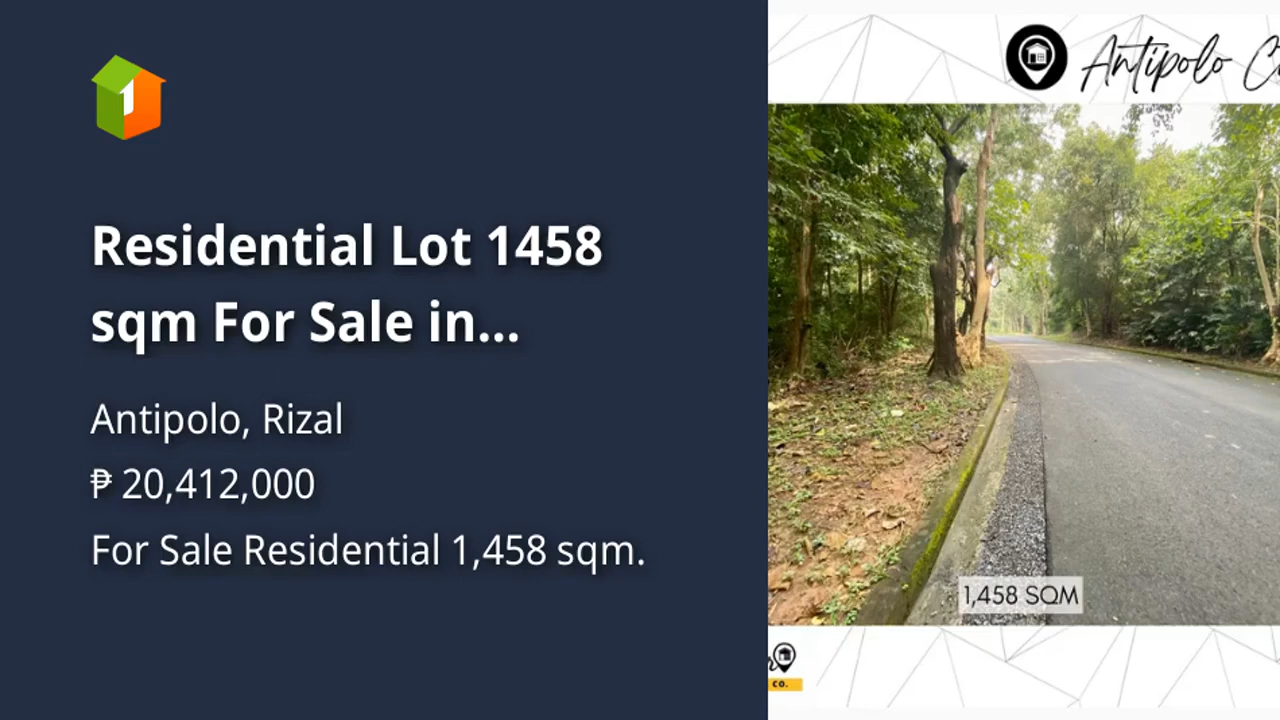 Residential Lot 1458
sqm For Sale in...
Antipolo, Rizal
₱ 20,412,000
For Sale Residential 1,458 sqm.
Antipolo
1,458 SQM
CO.